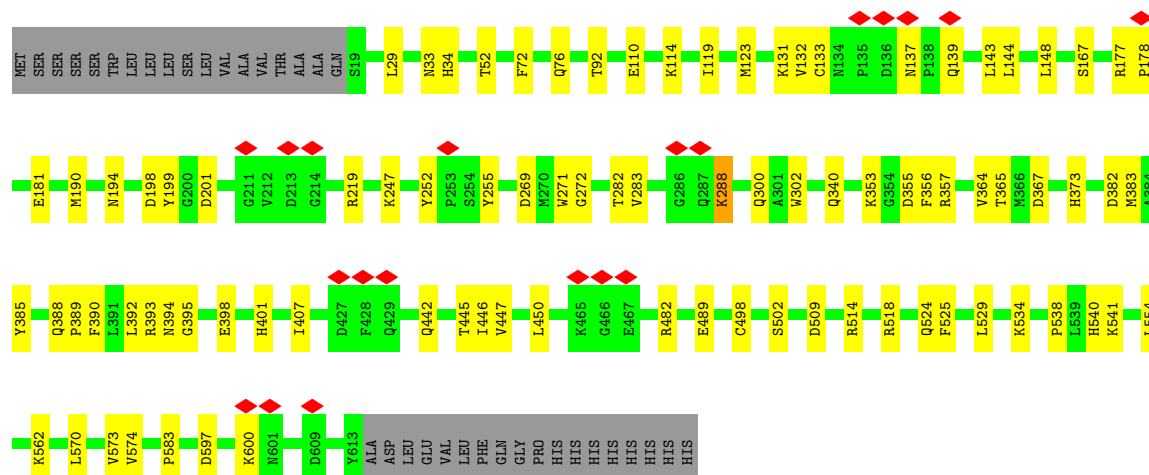 MET SER SER SER SER TRP LEU LEU LEU SER LEU VAL ALA VAL THR ALA ALA GLN S19 L29 N33 H34 T52 F72 Q76 T92 E110 K114 I119 M123 K131 V132 C133 N134 P135 D136 N137 P138 Q139 L143 L144 L148 S167 R177 P178
E181 M190 N194 D198 Y199 G200 D201 G211 V212 D213 G214 R219 K247 Y252 P253 S254 Y255 D269 M270 W271 G272 T282 V283 G286 Q287 K288 Q300 A301 W302 Q340 K353 G354 D355 F356 R357 V364 T365 M366 D367 H373 D382 M383 A384
Y385 Q388 P389 F390 L391 L392 R393 N394 G395 E398 H401 I407 D427 F428 Q429 Q442 T445 I446 V447 L450 K465 G466 E467 R482 E489 C498 S502 D509 R514 R518 Q524 F525 L529 K534 P538 L539 H540 K541 L554
K562 L570 V573 V574 P583 D597 K600 N601 D609 Y613 ALA ASP LEU GLU VAL LEU PHE GLN GLY PRO HIS HIS HIS HIS HIS HIS HIS HIS